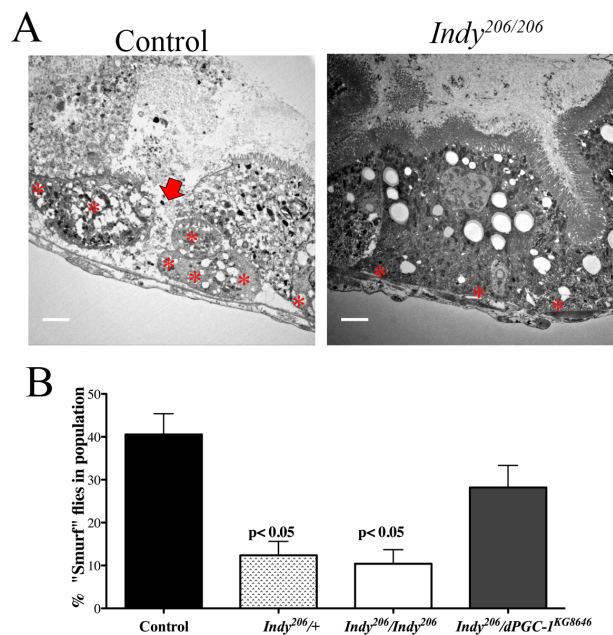 A
Control
Indy206/206
* * * * * * *
* * *
B
% "Smurf" flies in population
50
40
30
20
10
0
p< 0.05
p< 0.05
Control
Indy206/+
Indy206/Indy206
Indy206/dPGC-1KG8646